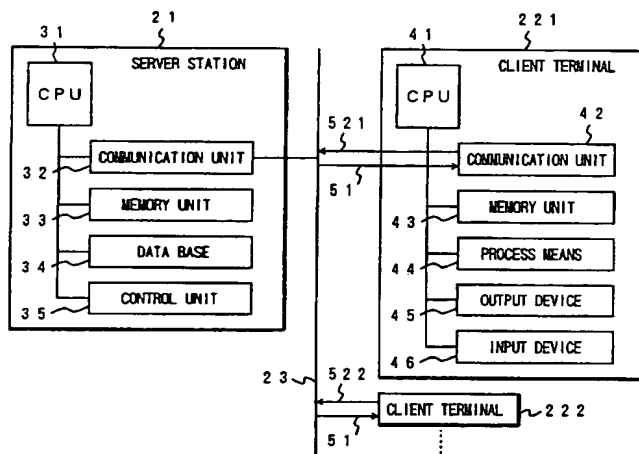 21
31
SERVER STATION
CPU
COMMUNICATION UNIT
32
MEMORY UNIT
33
DATA BASE
34
CONTROL UNIT
35
23
221
41
CLIENT TERMINAL
CPU
42
521
COMMUNICATION UNIT
51
MEMORY UNIT
43
PROCESS MEANS
44
OUTPUT DEVICE
45
INPUT DEVICE
46
522
CLIENT TERMINAL
222
51